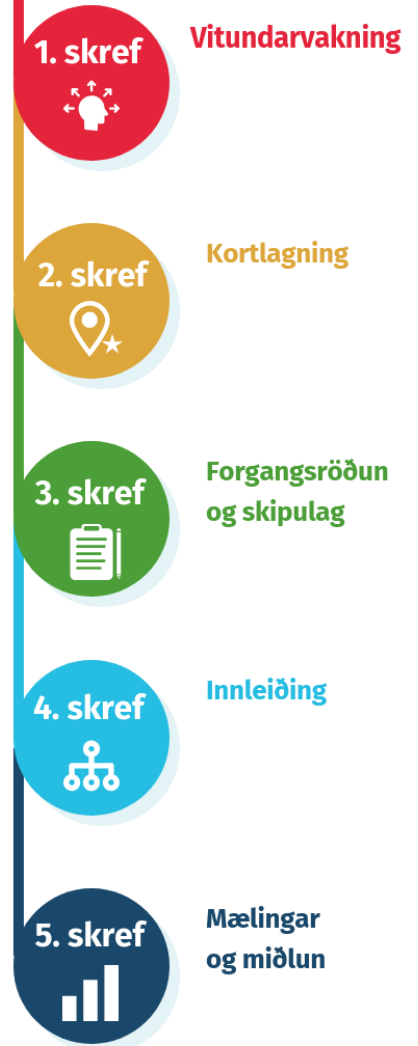 1. skref
Vitundarvakning
2. skref
Kortlagning
3. skref
Forgangsröðun
og skipulag
4. skref
Innleiðing
5. skref
Mælingar
og miðlun